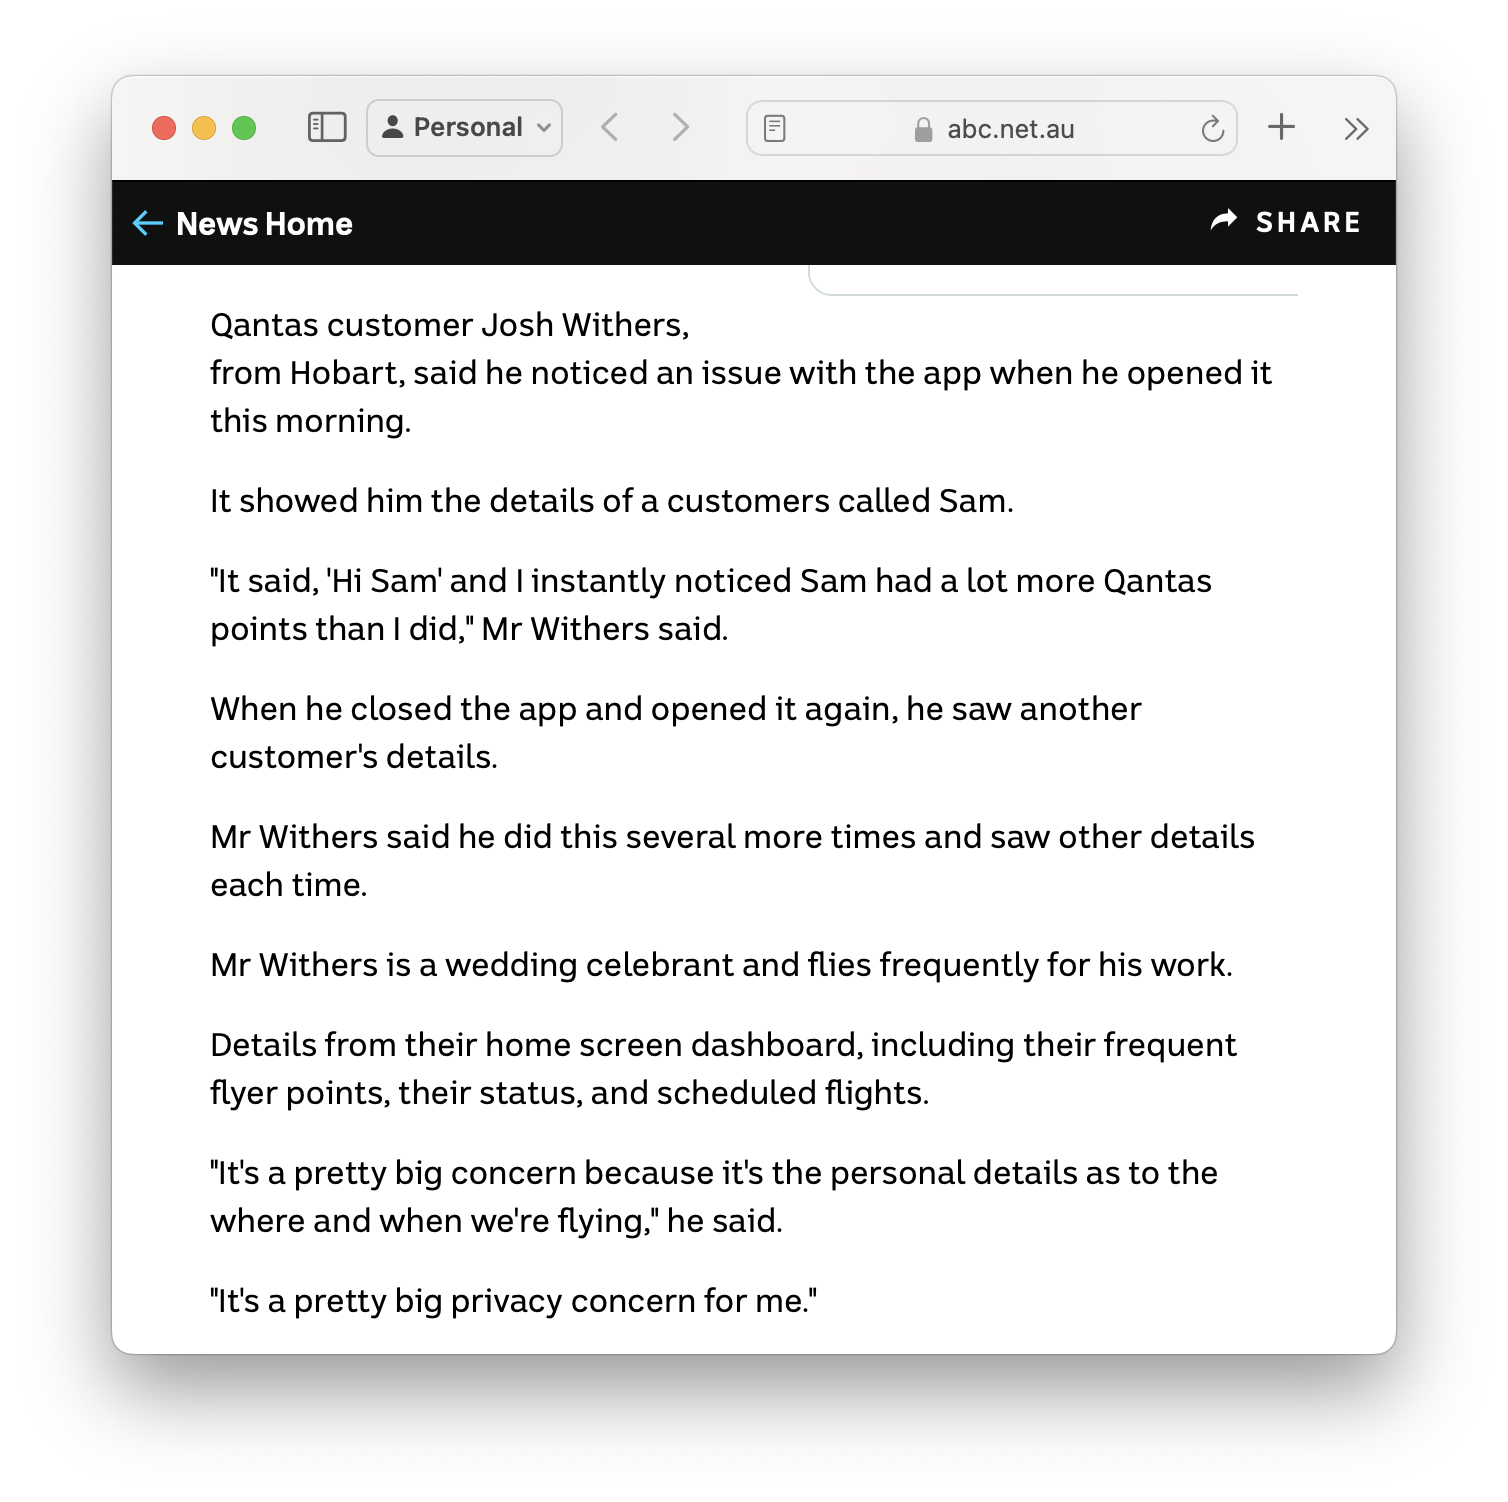 Personal
abc.net.au
News Home
SHARE
Qantas customer Josh Withers,
from Hobart, said he noticed an issue with the app when he opened it
this morning.
It showed him the details of a customers called Sam.
"It said, 'Hi Sam' and I instantly noticed Sam had a lot more Qantas
points than I did," Mr Withers said.
When he closed the app and opened it again, he saw another
customer's details.
Mr Withers said he did this several more times and saw other details
each time.
Mr Withers is a wedding celebrant and flies frequently for his work.
Details from their home screen dashboard, including their frequent
flyer points, their status, and scheduled flights.
"It's a pretty big concern because it's the personal details as to the
where and when we're flying," he said.
"It's a pretty big privacy concern for me."